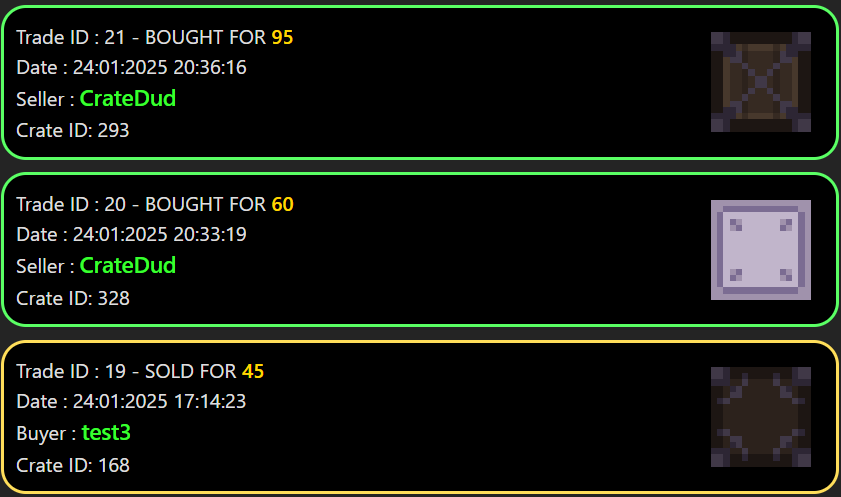 Trade ID : 21 - BOUGHT FOR 95
Date : 24:01:2025 20:36:16
Seller : CrateDud
Crate ID: 293
Trade ID : 20 - BOUGHT FOR 60
Date : 24:01:2025 20:33:19
Seller : CrateDud
Crate ID: 328
Trade ID : 19 - SOLD FOR 45
Date : 24:01:2025 17:14:23
Buyer : test3
Crate ID: 168